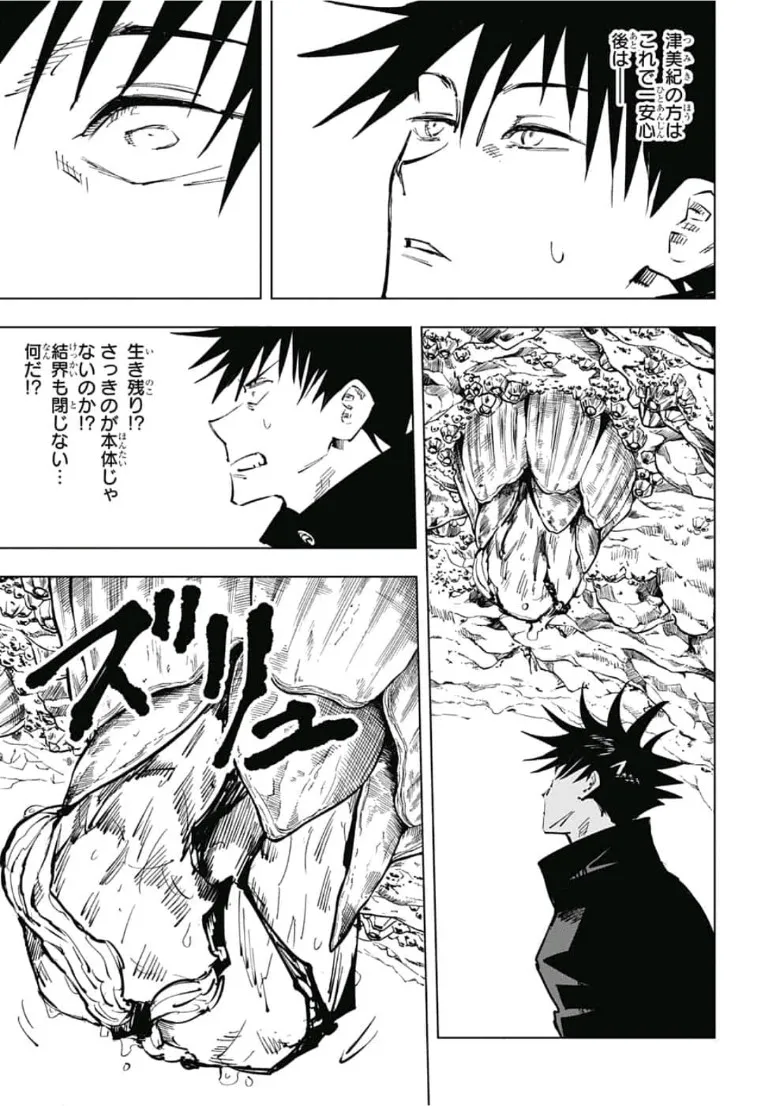 津美紀の方は
これで一安心
後は――
生き残り!?
さっきのが本体じゃ
ないのか!?
結界も閉じない…
何だ!?
ズリュ